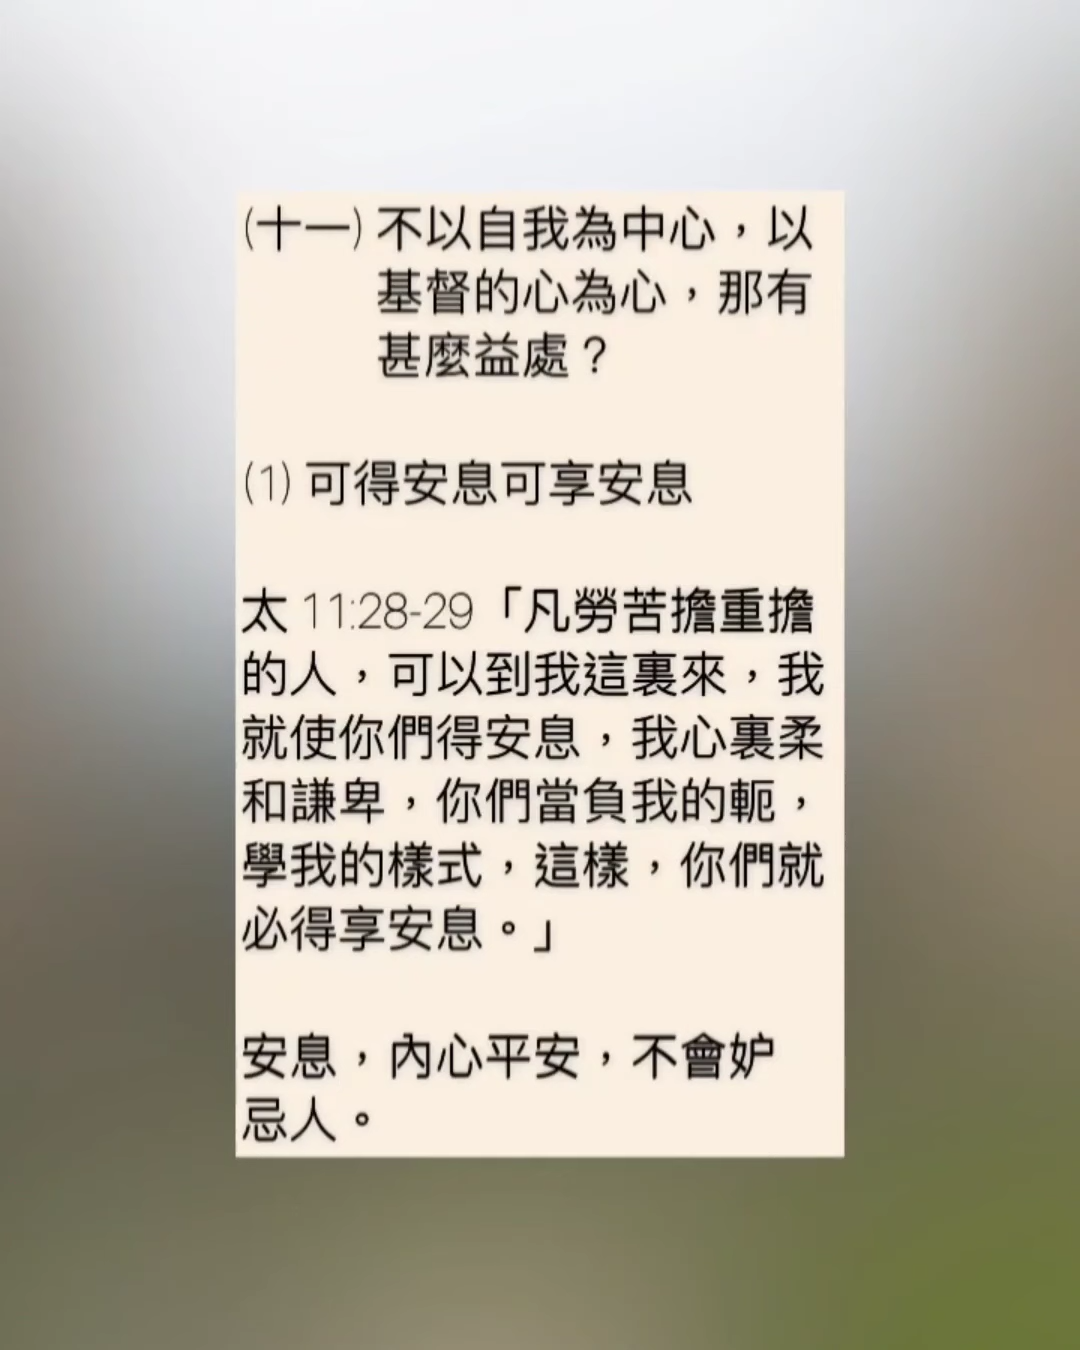 (十一) 不以自我為中心，以
基督的心為心，那有
甚麼益處？
(1) 可得安息可享安息
太 11:28-29「凡勞苦擔重擔
的人，可以到我這裏來，我
就使你們得安息，我心裏柔
和謙卑，你們當負我的軛，
學我的樣式，這樣，你們就
必得享安息。」
安息，內心平安，不會妒
忌人。